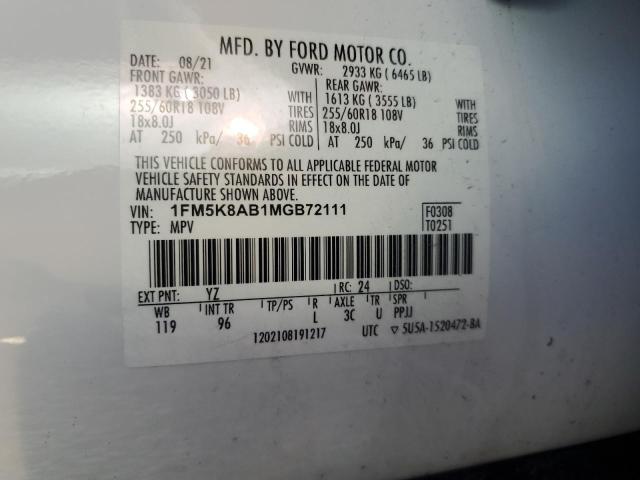 MFD. BY FORD MOTOR CO.
DATE: 08/21 GVWR: 2933 KG ( 6465 LB)
FRONT GAWR: REAR GAWR:
1383 KG ( 3050 LB) WITH 1613 KG ( 3555 LB) WITH
255/60R18 108V TIRES 255/60R18 108V TIRES
18x8.0J RIMS 18x8.0J RIMS
AT 250 kPa/ 36 PSI COLD AT 250 kPa/ 36 PSI COLD
THIS VEHICLE CONFORMS TO ALL APPLICABLE FEDERAL MOTOR
VEHICLE SAFETY STANDARDS IN EFFECT ON THE DATE OF
MANUFACTURE SHOWN ABOVE.
VIN: 1FM5K8AB1MGB72111 F0308
TYPE: MPV T0251
EXT PNT: YZ RC: 24 DSO:
WB INT TR TP/PS R AXLE TR SPR
119 96 L 3C U PPJJ
1202108191217 UTC ▽ 5U5A-1520472-BA